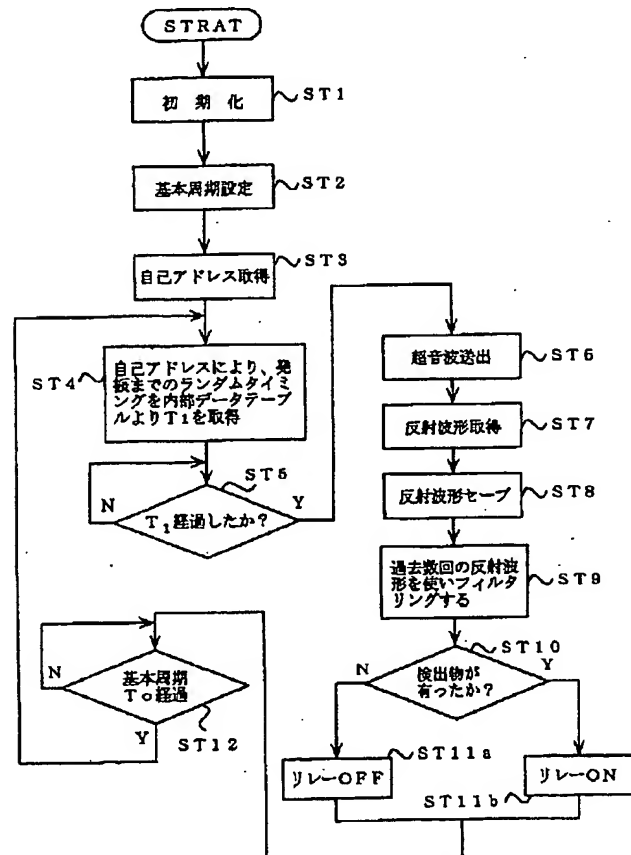 STRAT
初期化
ST1
基本周期設定
ST2
自己アドレス取得
ST3
自己アドレスにより、発
振までのランダムタイミ
ングを内部データテーブ
ルよりT1を取得
ST4
T1経過したか?
ST5
N
Y
超音波送出
ST6
反射波形取得
ST7
反射波形セーブ
ST8
過去数回の反射波
形を使いフィルタ
リングする
ST9
検出物が
有ったか?
ST10
N
Y
リレーOFF
ST11a
リレーON
ST11b
基本周期
To経過
ST12
N
Y